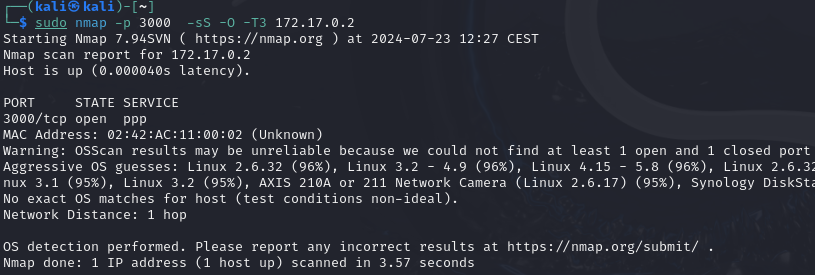 ┌──(kali㉿kali)-[~]
└─$ sudo nmap -p 3000  -sS -O -T3 172.17.0.2
Starting Nmap 7.94SVN ( https://nmap.org ) at 2024-07-23 12:27 CEST
Nmap scan report for 172.17.0.2
Host is up (0.000040s latency).

PORT     STATE SERVICE
3000/tcp open  ppp
MAC Address: 02:42:AC:11:00:02 (Unknown)
Warning: OSScan results may be unreliable because we could not find at least 1 open and 1 closed port
Aggressive OS guesses: Linux 2.6.32 (96%), Linux 3.2 - 4.9 (96%), Linux 4.15 - 5.8 (96%), Linux 2.6.32
nux 3.1 (95%), Linux 3.2 (95%), AXIS 210A or 211 Network Camera (Linux 2.6.17) (95%), Synology DiskSta
No exact OS matches for host (test conditions non-ideal).
Network Distance: 1 hop

OS detection performed. Please report any incorrect results at https://nmap.org/submit/ .
Nmap done: 1 IP address (1 host up) scanned in 3.57 seconds